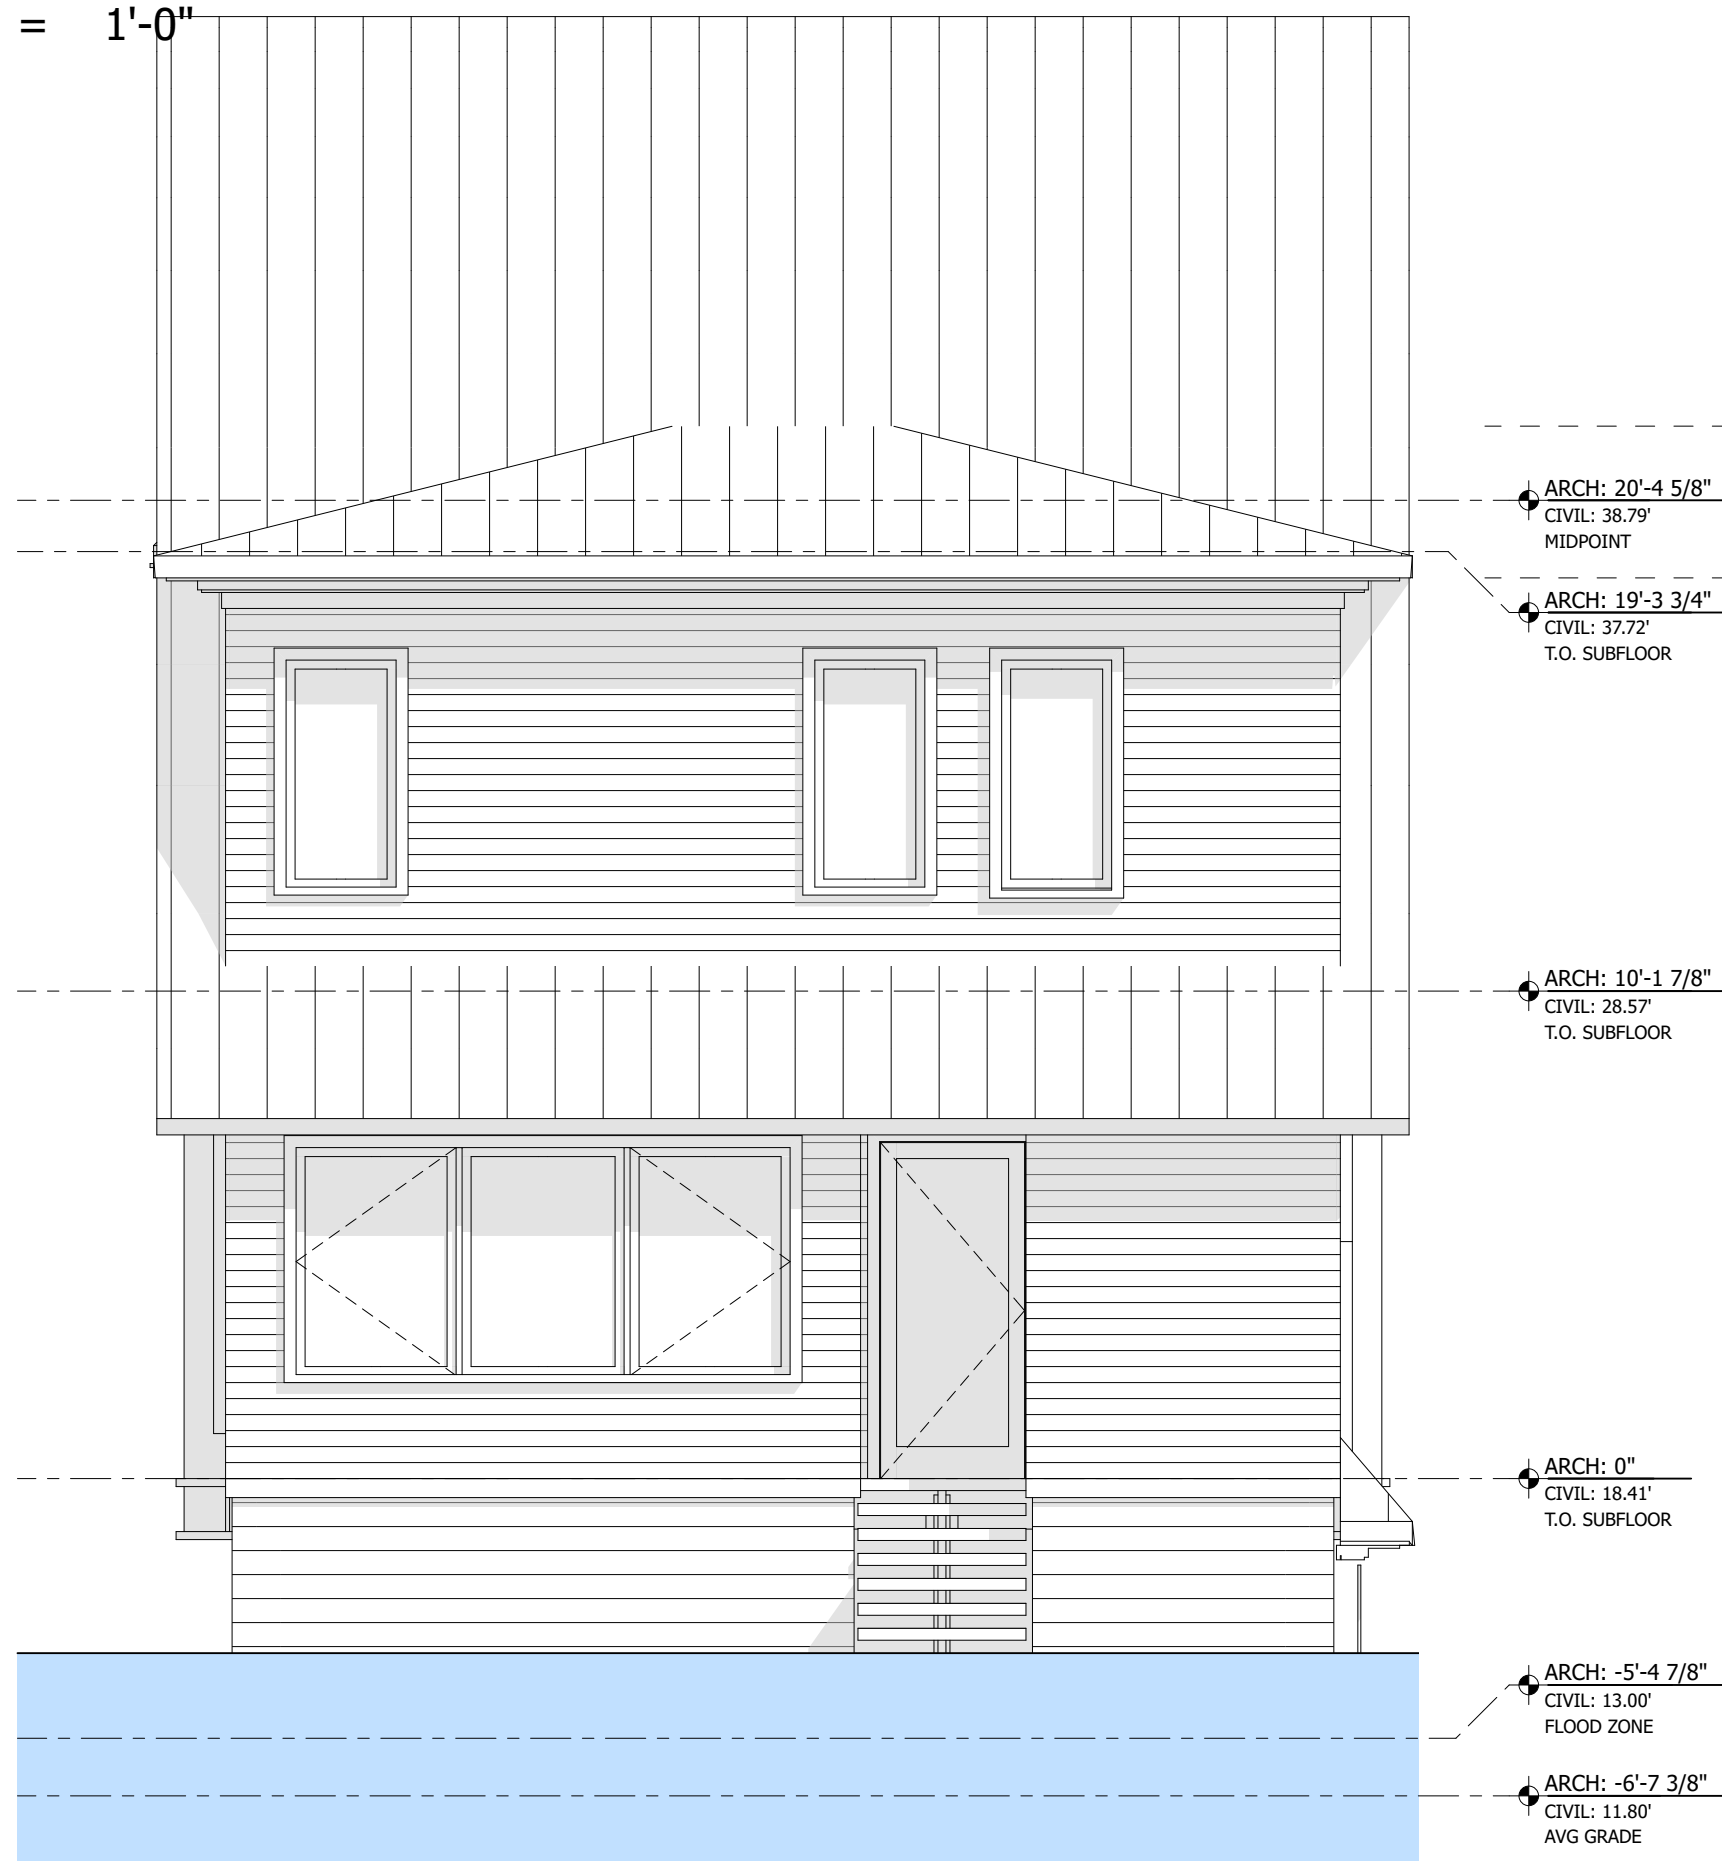 = 1'-0"
ARCH: 20'-4 5/8"
CIVIL: 38.79'
MIDPOINT
ARCH: 19'-3 3/4"
CIVIL: 37.72'
T.O. SUBFLOOR
ARCH: 10'-1 7/8"
CIVIL: 28.57'
T.O. SUBFLOOR
ARCH: 0"
CIVIL: 18.41'
T.O. SUBFLOOR
ARCH: -5'-4 7/8"
CIVIL: 13.00'
FLOOD ZONE
ARCH: -6'-7 3/8"
CIVIL: 11.80'
AVG GRADE